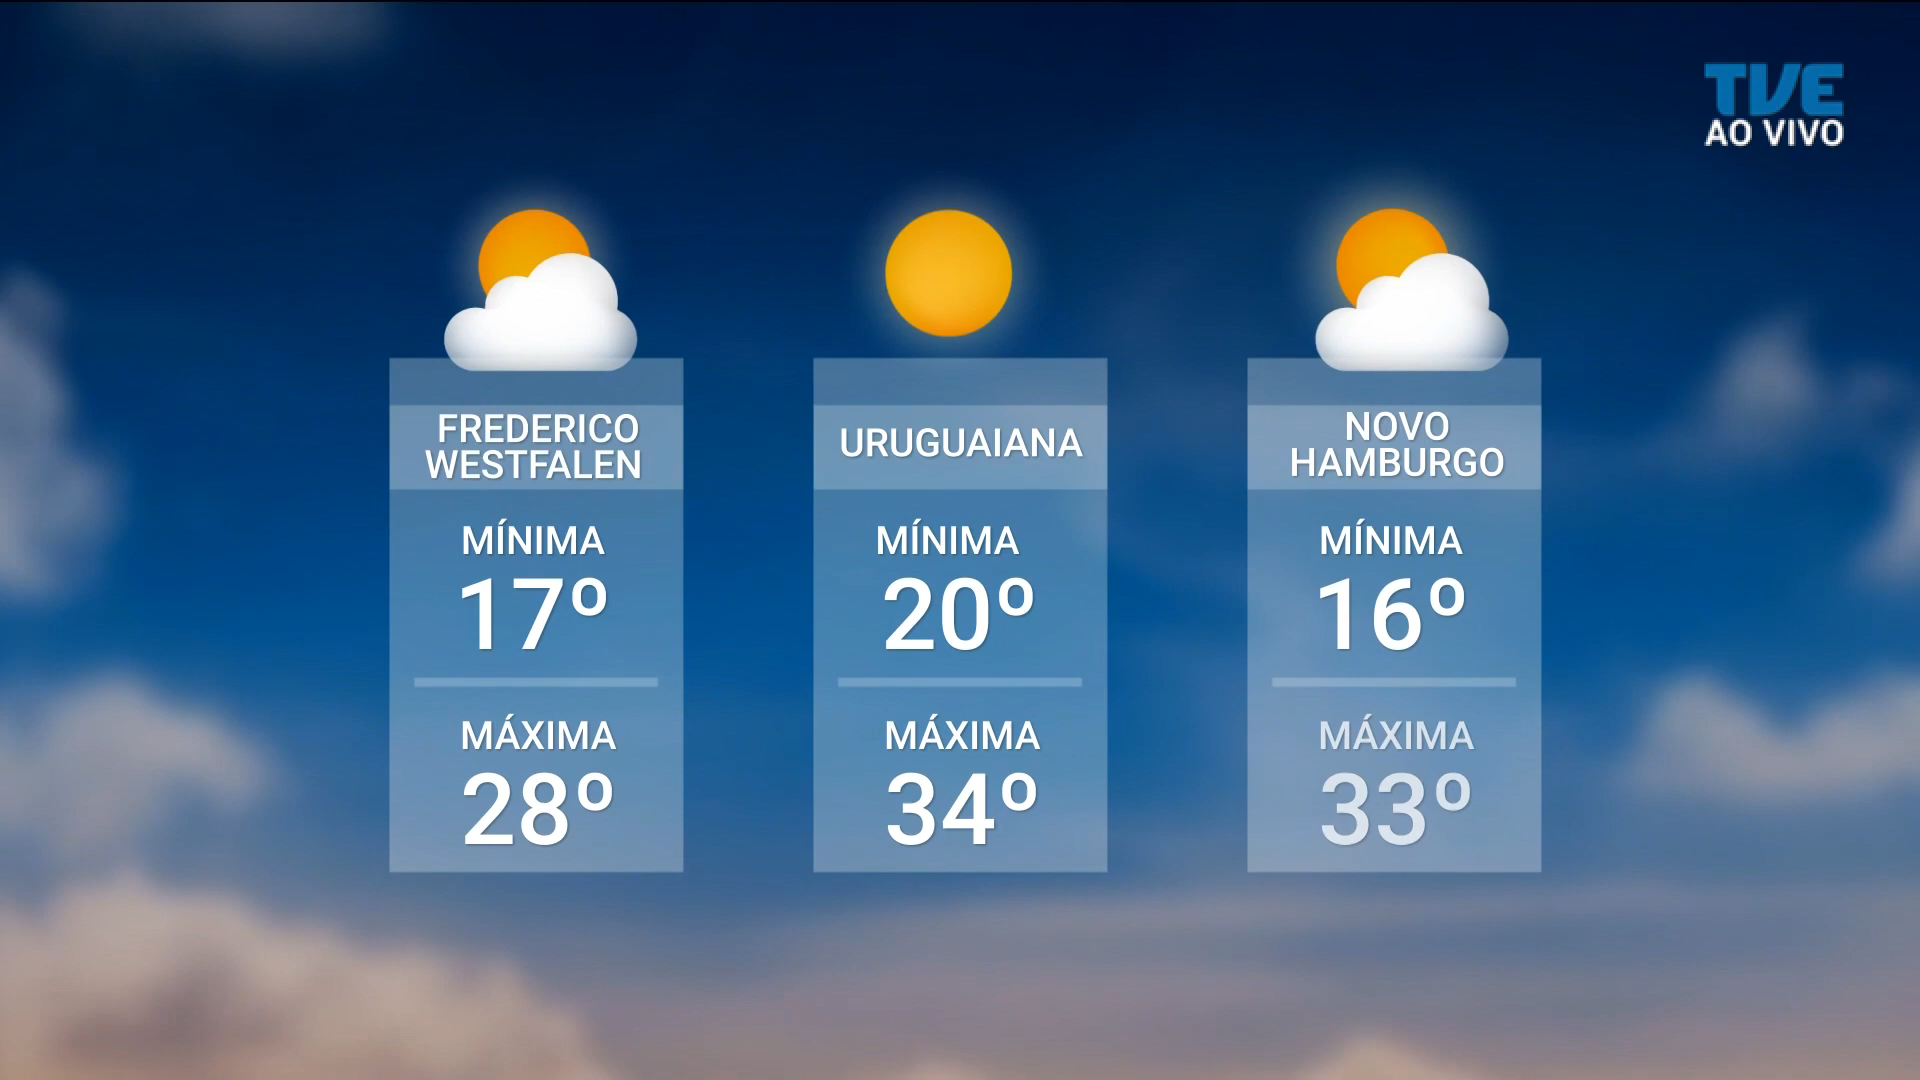 TVE
AO VIVO
FREDERICO
WESTFALEN
MÍNIMA
17º
MÁXIMA
28º
URUGUAIANA
MÍNIMA
20º
MÁXIMA
34º
NOVO
HAMBURGO
MÍNIMA
16º
MÁXIMA
33º